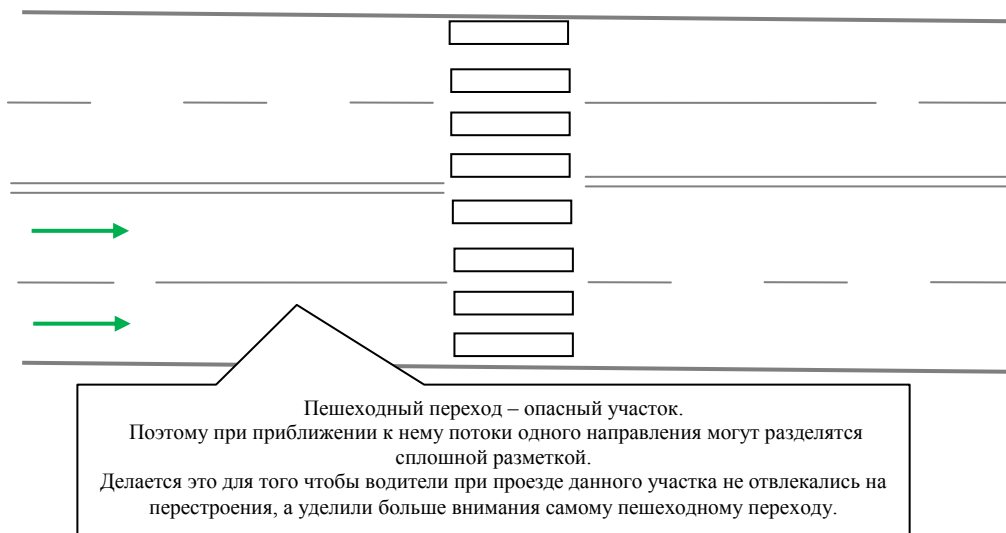 Пешеходный переход – опасный участок.
Поэтому при приближении к нему потоки одного направления могут разделятся
сплошной разметкой.
Делается это для того чтобы водители при проезде данного участка не отвлекались на
перестроения, а уделили больше внимания самому пешеходному переходу.